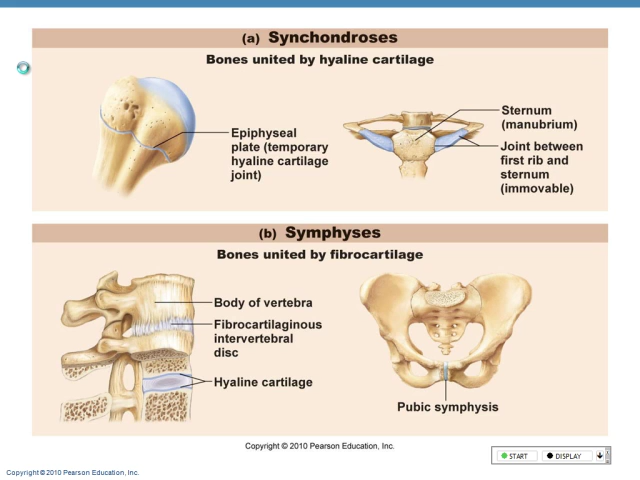 (a) Synchondroses
Bones united by hyaline cartilage
Epiphyseal
plate (temporary
hyaline cartilage
joint)
Sternum
(manubrium)
Joint between
first rib and
sternum
(immovable)
(b) Symphyses
Bones united by fibrocartilage
Body of vertebra
Fibrocartilaginous
intervertebral
disc
Hyaline cartilage
Pubic symphysis
Copyright © 2010 Pearson Education, Inc.
START DISPLAY
Copyright © 2010 Pearson Education, Inc.